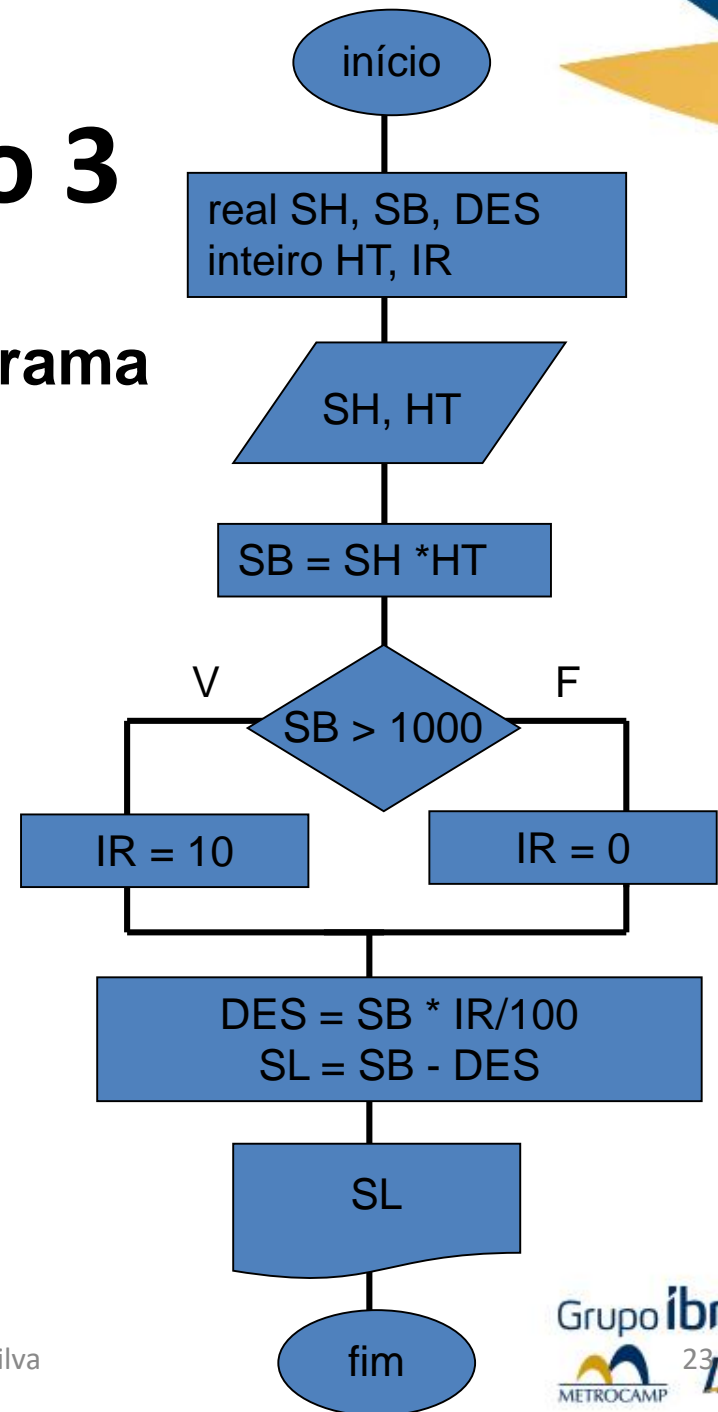 início
3
real SH, SB, DES
inteiro HT, IR
rama
SH, HT
SB = SH *HT
V
F
SB > 1000
IR = 10
IR = 0
DES = SB * IR/100
SL = SB - DES
SL
fim
ilva
Grupo
23
METROCAMP